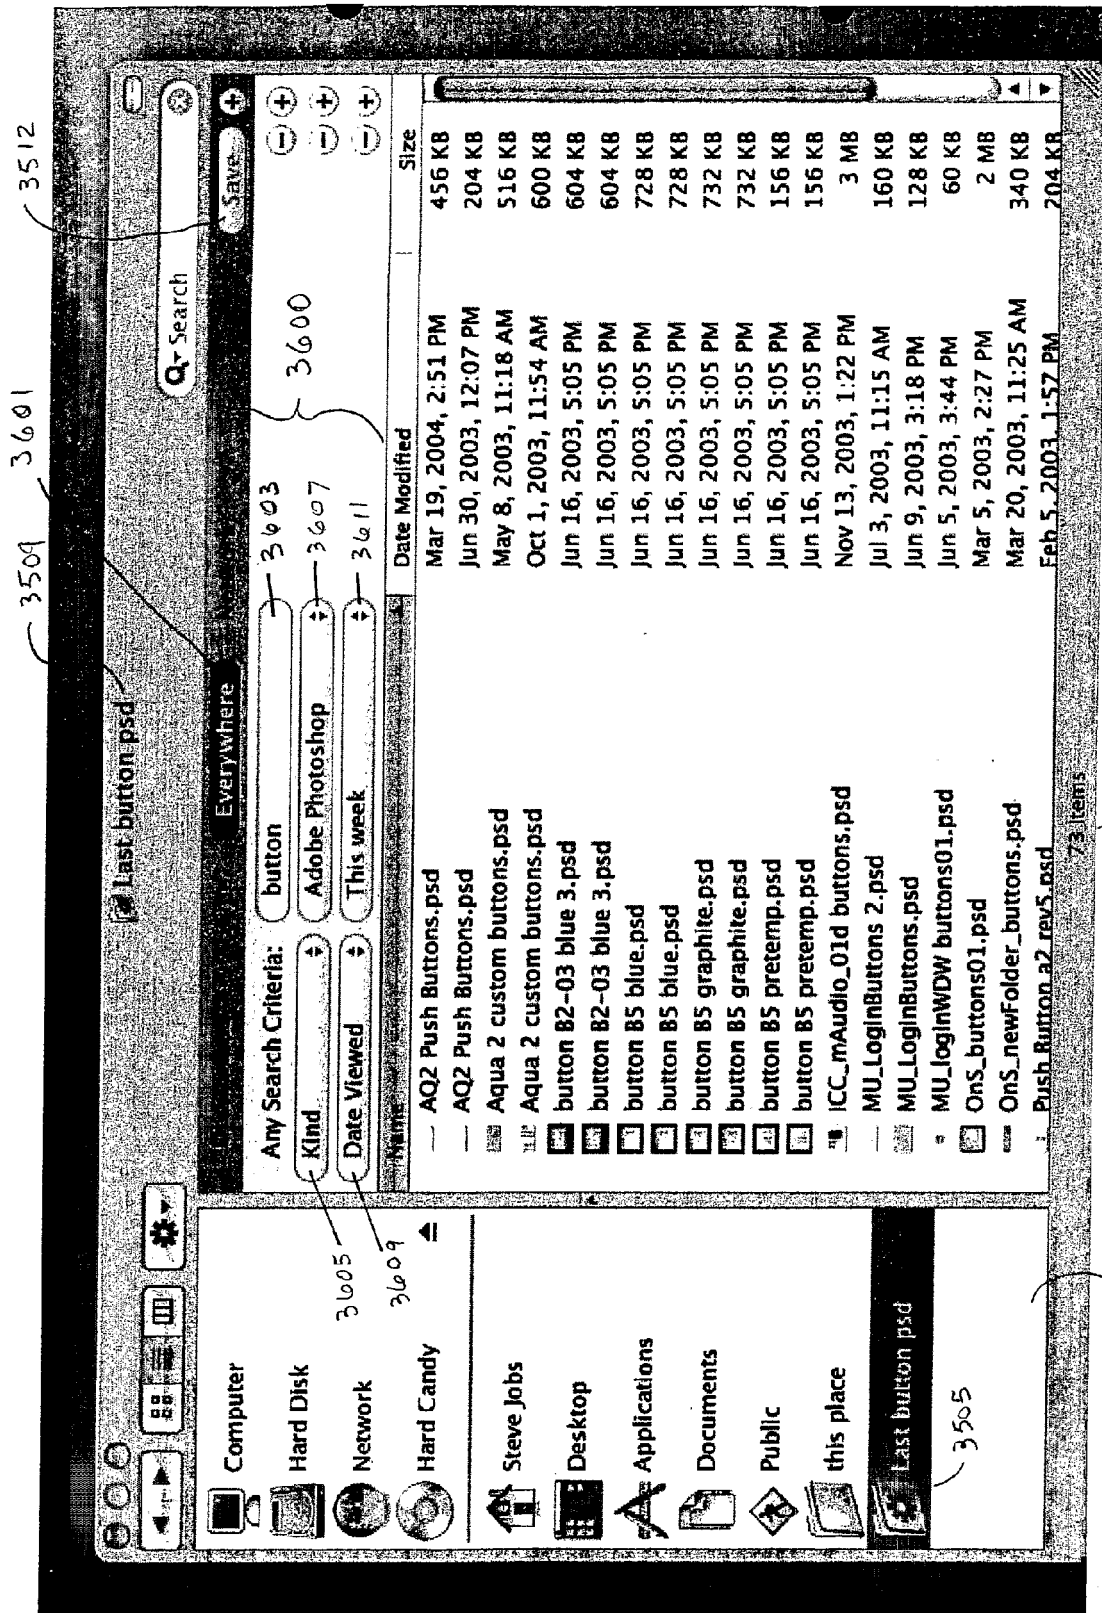 3509
3601
3512
Last button psd
Search
Everywhere
Save
Any Search Criteria:
button
3603
Kind
Adobe Photoshop
3607
3600
Date Viewed
This week
3611
3605
3609
Name
Date Modified
Size
Computer
Hard Disk
Network
Hard Candy
Steve Jobs
Desktop
Applications
Documents
Public
this place
Last button psd
3505
AQ2 Push Buttons.psd Mar 19, 2004, 2:51 PM 456 KB
AQ2 Push Buttons.psd Jun 30, 2003, 12:07 PM 204 KB
Aqua 2 custom buttons.psd May 8, 2003, 11:18 AM 516 KB
Aqua 2 custom buttons.psd Oct 1, 2003, 11:54 AM 600 KB
button B2-03 blue 3.psd Jun 16, 2003, 5:05 PM 604 KB
button B2-03 blue 3.psd Jun 16, 2003, 5:05 PM 604 KB
button B5 blue.psd Jun 16, 2003, 5:05 PM 728 KB
button B5 blue.psd Jun 16, 2003, 5:05 PM 728 KB
button B5 graphite.psd Jun 16, 2003, 5:05 PM 732 KB
button B5 graphite.psd Jun 16, 2003, 5:05 PM 732 KB
button B5 pretemp.psd Jun 16, 2003, 5:05 PM 156 KB
button B5 pretemp.psd Jun 16, 2003, 5:05 PM 156 KB
ICC_mAudio_01d buttons.psd Nov 13, 2003, 1:22 PM 3 MB
MU_LoginButtons 2.psd Jul 3, 2003, 11:15 AM 160 KB
MU_LoginButtons.psd Jun 9, 2003, 3:18 PM 128 KB
MU_loginWDW buttons01.psd Jun 5, 2003, 3:44 PM 60 KB
OnS_buttons01.psd Mar 5, 2003, 2:27 PM 2 MB
OnS_newFolder_buttons.psd Mar 20, 2003, 11:25 AM 340 KB
Push Button a2_rev5.psd Feb 5, 2003, 1:57 PM 204 KB
73 items